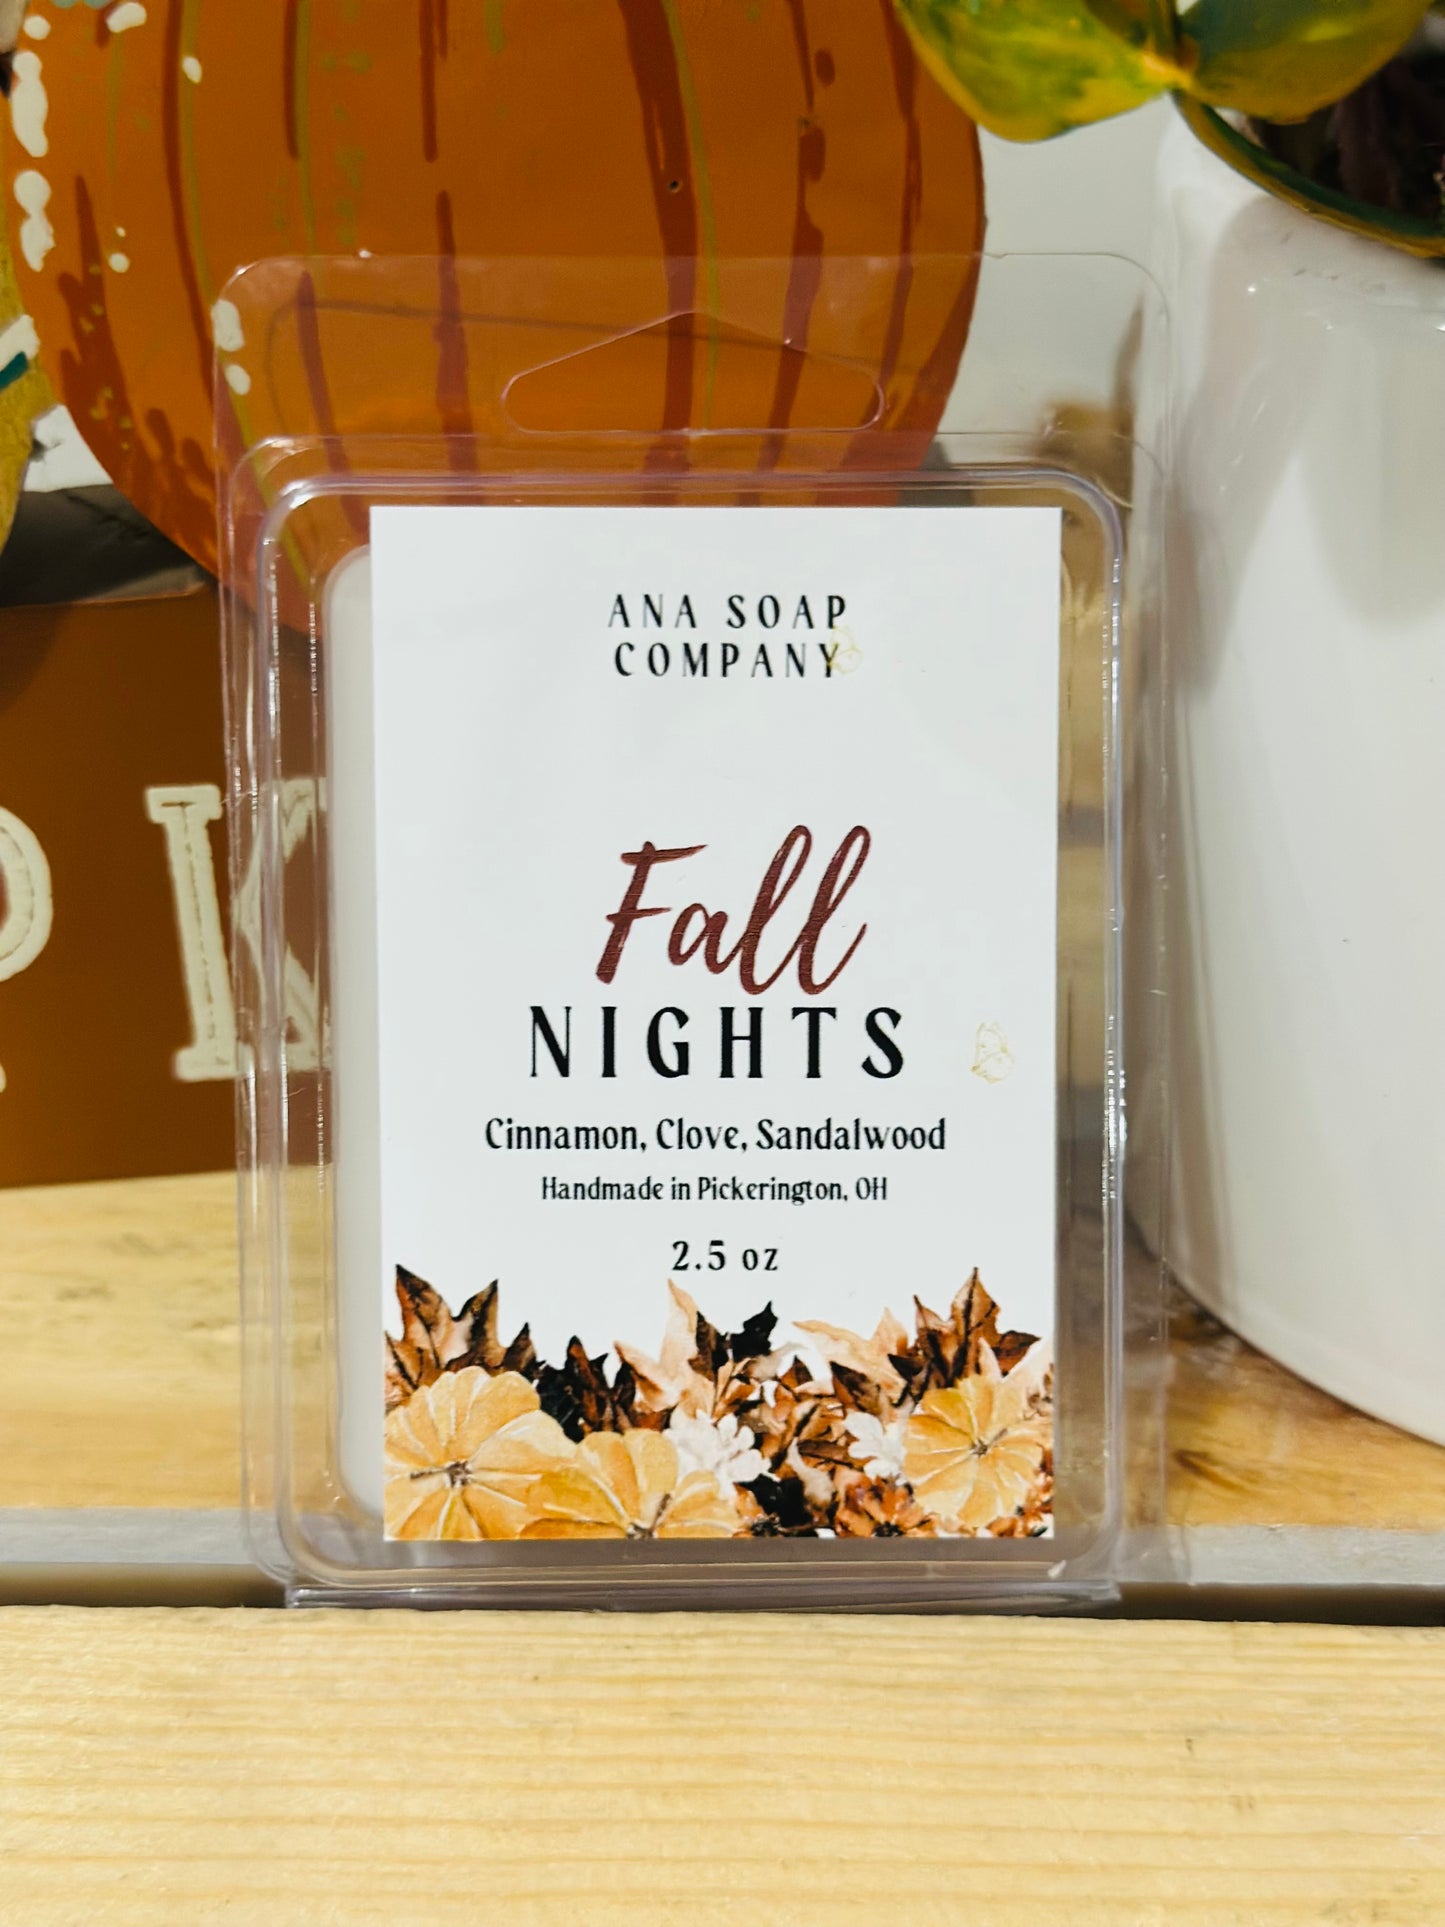 ANA SOAP
COMPANY
Fall
NIGHTS
Cinnamon, Clove, Sandalwood
Handmade in Pickerington, OH
2.5 oz
P K